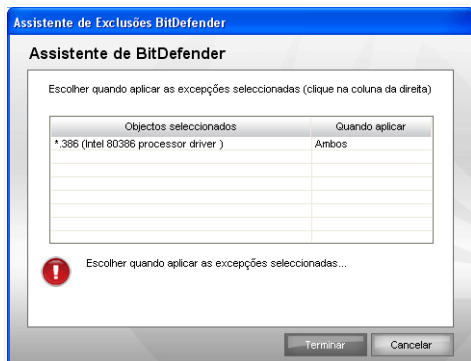 Assistente de Exclusões BitDefender
Assistente de BitDefender
Escolher quando aplicar as excepções seleccionadas (clique na coluna da direita)
Objectos seleccionados Quando aplicar
*.386 (Intel 80386 processor driver ) Ambos
Escolher quando aplicar as excepções seleccionadas...
Terminar Cancelar